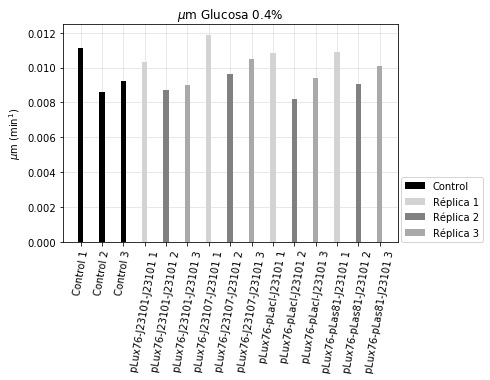 μm Glucosa 0.4%
0.012
0.010
0.008
0.006
0.004
0.002
0.000
μm (min¹)
Control 1
Control 2
Control 3
pLux76-J23101-J23101 1
pLux76-J23101-J23101 2
pLux76-J23101-J23101 3
pLux76-J23107-J23101 1
pLux76-J23107-J23101 2
pLux76-J23107-J23101 3
pLux76-pLacI-J23101 1
pLux76-pLacI-J23101 2
pLux76-pLacI-J23101 3
pLux76-pLas81-J23101 1
pLux76-pLas81-J23101 2
pLux76-pLas81-J23101 3
Control
Réplica 1
Réplica 2
Réplica 3